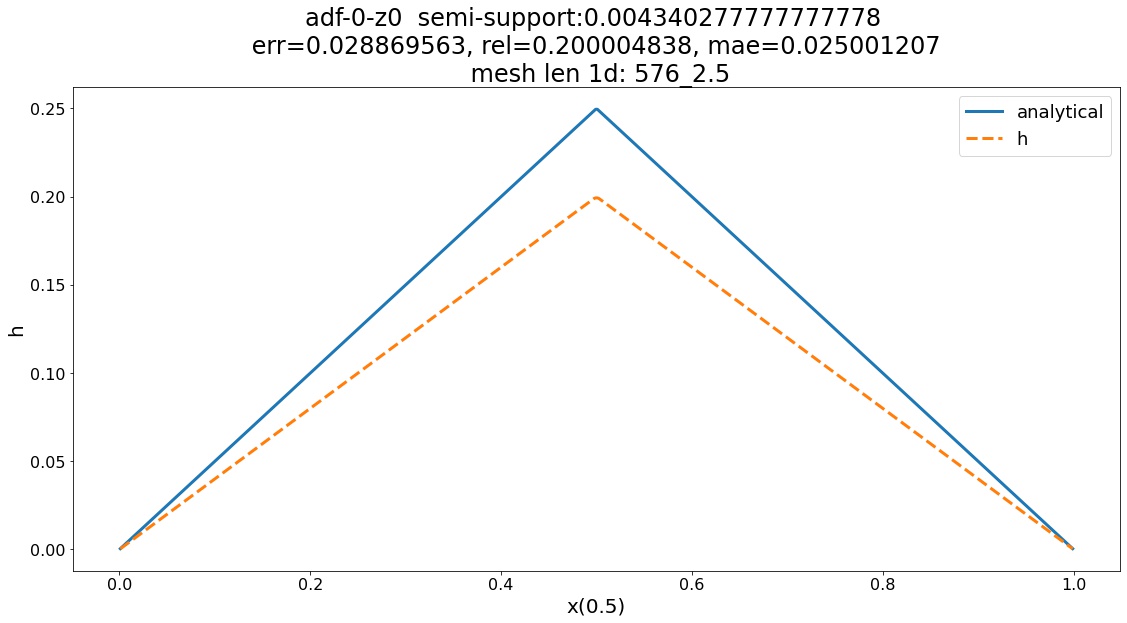 adf-0-z0  semi-support:0.004340277777777778
err=0.028869563, rel=0.200004838, mae=0.025001207
mesh len 1d: 576_2.5
analytical
h
0.25
0.20
0.15
0.10
0.05
0.00
h
0.0 0.2 0.4 0.6 0.8 1.0
x(0.5)